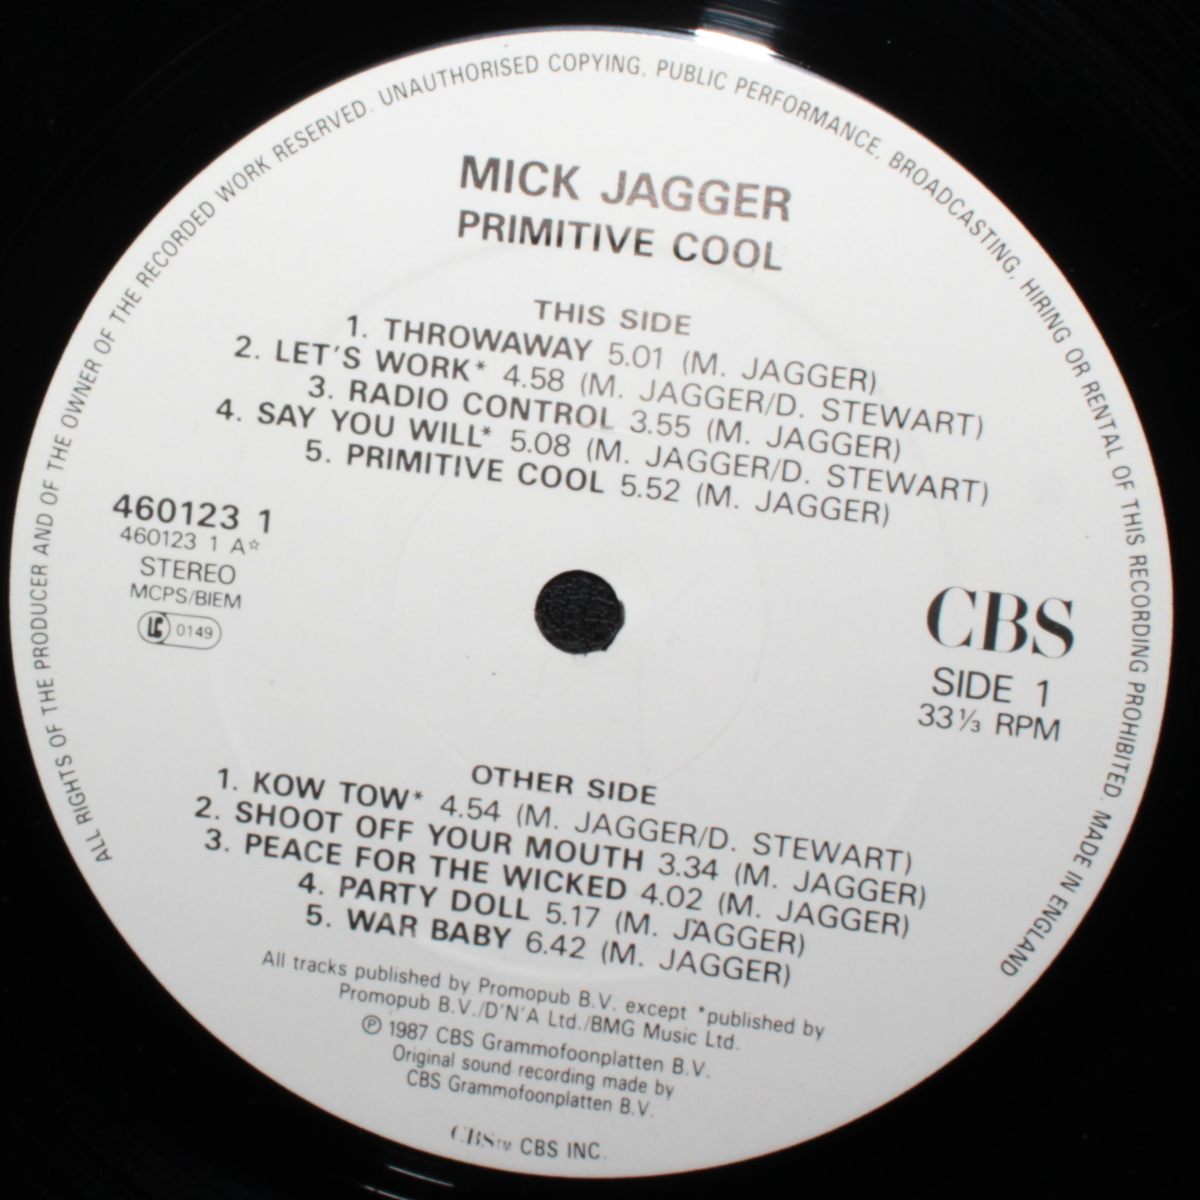 ALL RIGHTS OF THE PRODUCER AND OF THE OWNER OF THE RECORDED WORK RESERVED. UNAUTHORISED COPYING, PUBLIC PERFORMANCE, BROADCASTING, HIRING OR RENTAL OF THIS RECORDING PROHIBITED. MADE IN ENGLAND
MICK JAGGER
PRIMITIVE COOL
THIS SIDE
1. THROWAWAY 5.01 (M. JAGGER)
2. LET'S WORK* 4.58 (M. JAGGER/D. STEWART)
3. RADIO CONTROL 3.55 (M. JAGGER)
4. SAY YOU WILL* 5.08 (M. JAGGER/D. STEWART)
5. PRIMITIVE COOL 5.52 (M. JAGGER)
460123 1
460123 1 A☆
STEREO
MCPS/BIEM
LC 0149
CBS
SIDE 1
33⅓ RPM
OTHER SIDE
1. KOW TOW* 4.54 (M. JAGGER/D. STEWART)
2. SHOOT OFF YOUR MOUTH 3.34 (M. JAGGER)
3. PEACE FOR THE WICKED 4.02 (M. JAGGER)
4. PARTY DOLL 5.17 (M. JAGGER)
5. WAR BABY 6.42 (M. JAGGER)
All tracks published by Promopub B.V. except *published by
Promopub B.V./D'N'A Ltd./BMG Music Ltd.
℗ 1987 CBS Grammofoonplatten B.V.
Original sound recording made by
CBS Grammofoonplatten B.V.
CBS™ CBS INC.